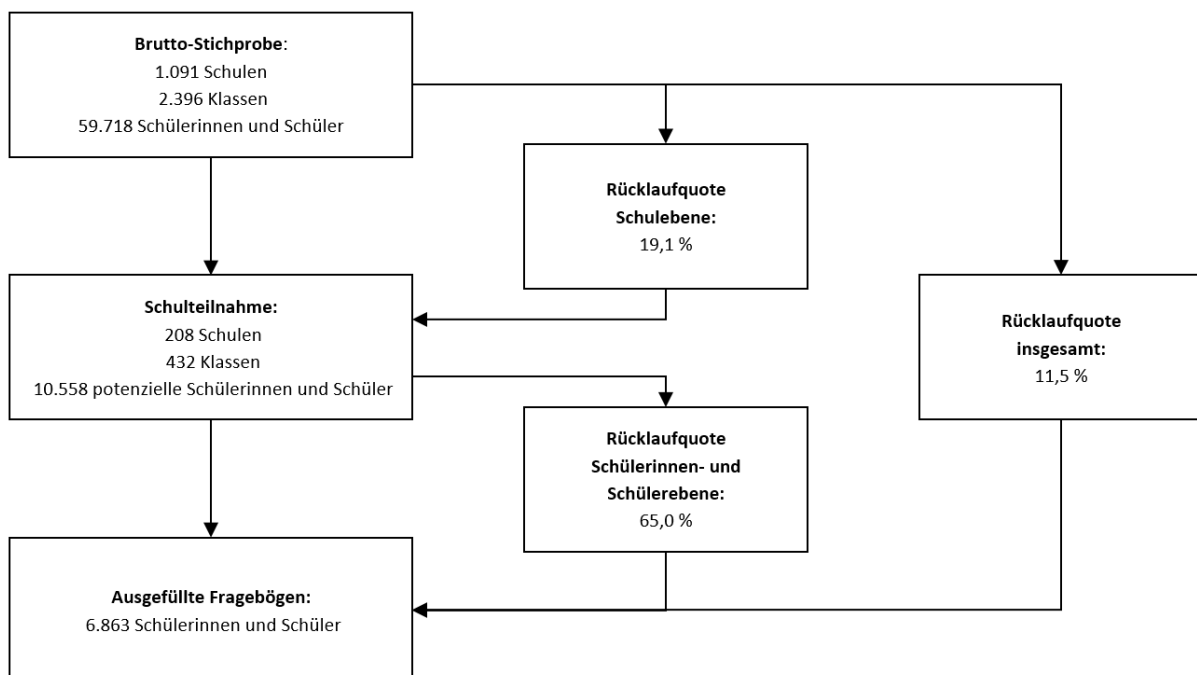 Brutto-Stichprobe:
1.091 Schulen
2.396 Klassen
59.718 Schülerinnen und Schüler
Rücklaufquote
Schulebene:
19,1 %
Schulteilnahme:
208 Schulen
432 Klassen
10.558 potenzielle Schülerinnen und Schüler
Rücklaufquote
insgesamt:
11,5 %
Rücklaufquote
Schülerinnen- und
Schülerebene:
65,0 %
Ausgefüllte Fragebögen:
6.863 Schülerinnen und Schüler